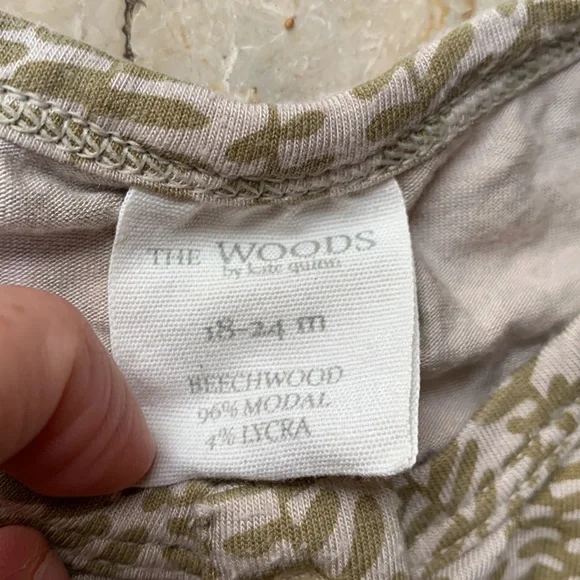 THE WOODS
by kate quinn
18-24 m
BEECHWOOD
96% MODAL
4% LYCRA